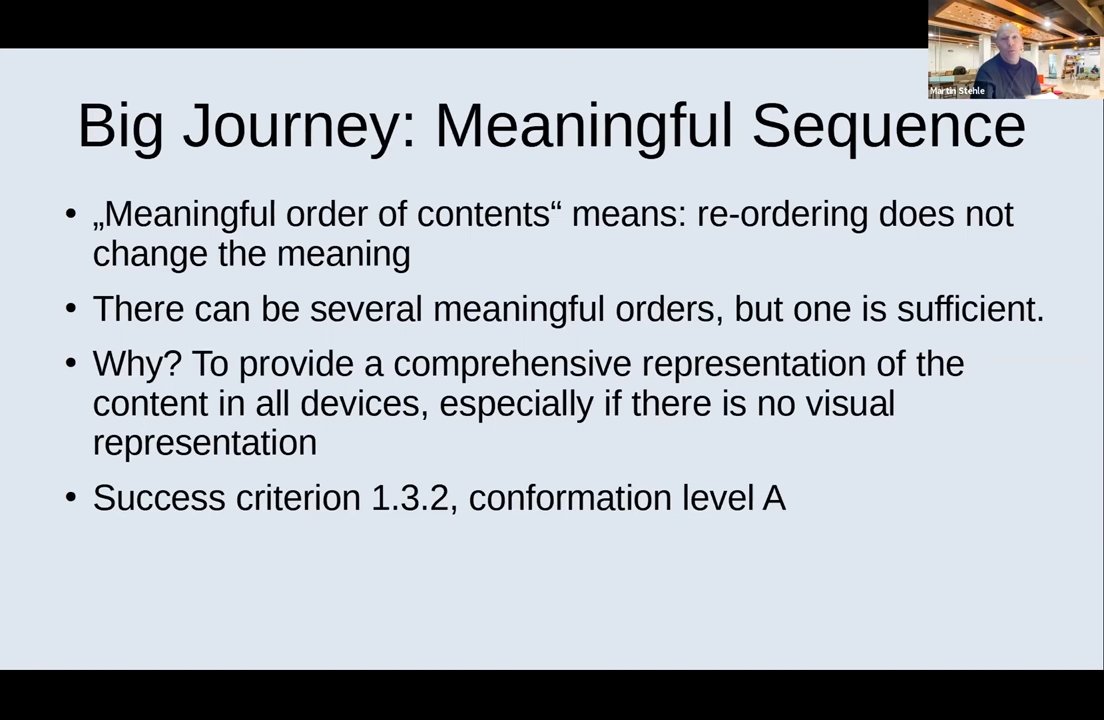 Martin Stehle
Big Journey: Meaningful Sequence
• „Meaningful order of contents“ means: re-ordering does not
change the meaning
• There can be several meaningful orders, but one is sufficient.
• Why? To provide a comprehensive representation of the
content in all devices, especially if there is no visual
representation
• Success criterion 1.3.2, conformation level A